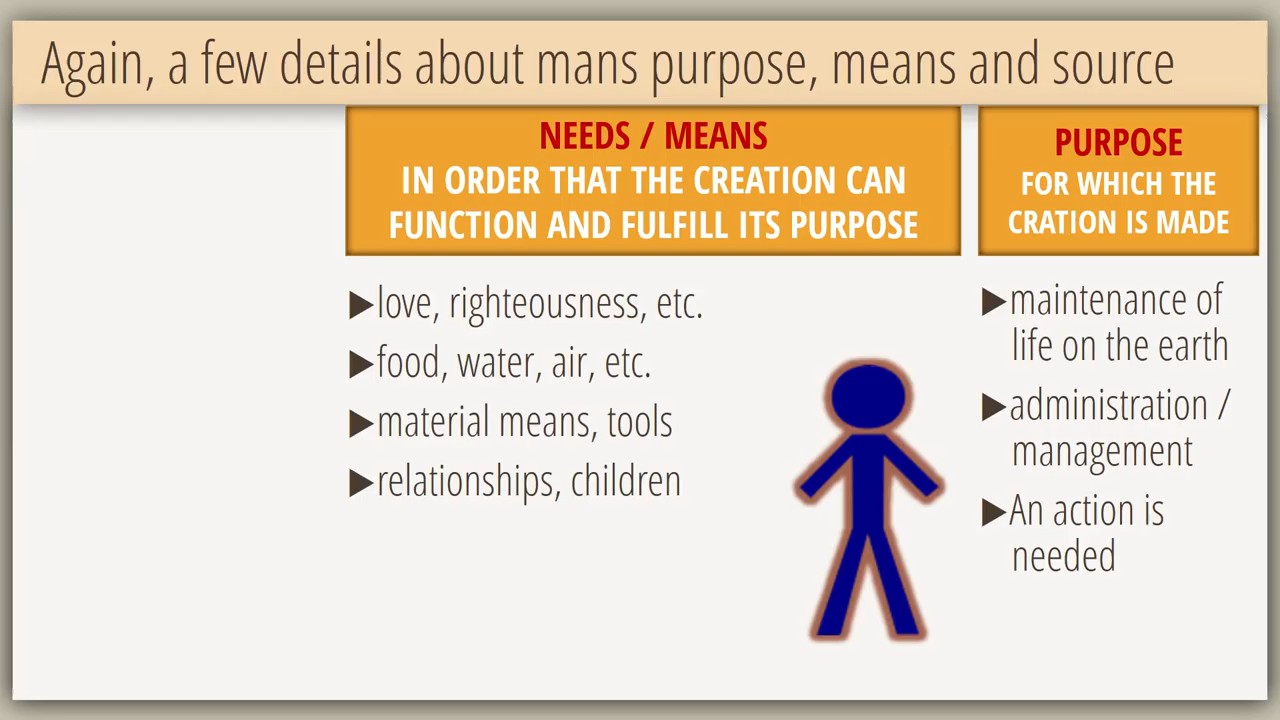 Again, a few details about mans purpose, means and source
NEEDS / MEANS
IN ORDER THAT THE CREATION CAN
FUNCTION AND FULFILL ITS PURPOSE
love, righteousness, etc.
food, water, air, etc.
material means, tools
relationships, children
PURPOSE
FOR WHICH THE
CRATION IS MADE
maintenance of
life on the earth
administration /
management
An action is
needed